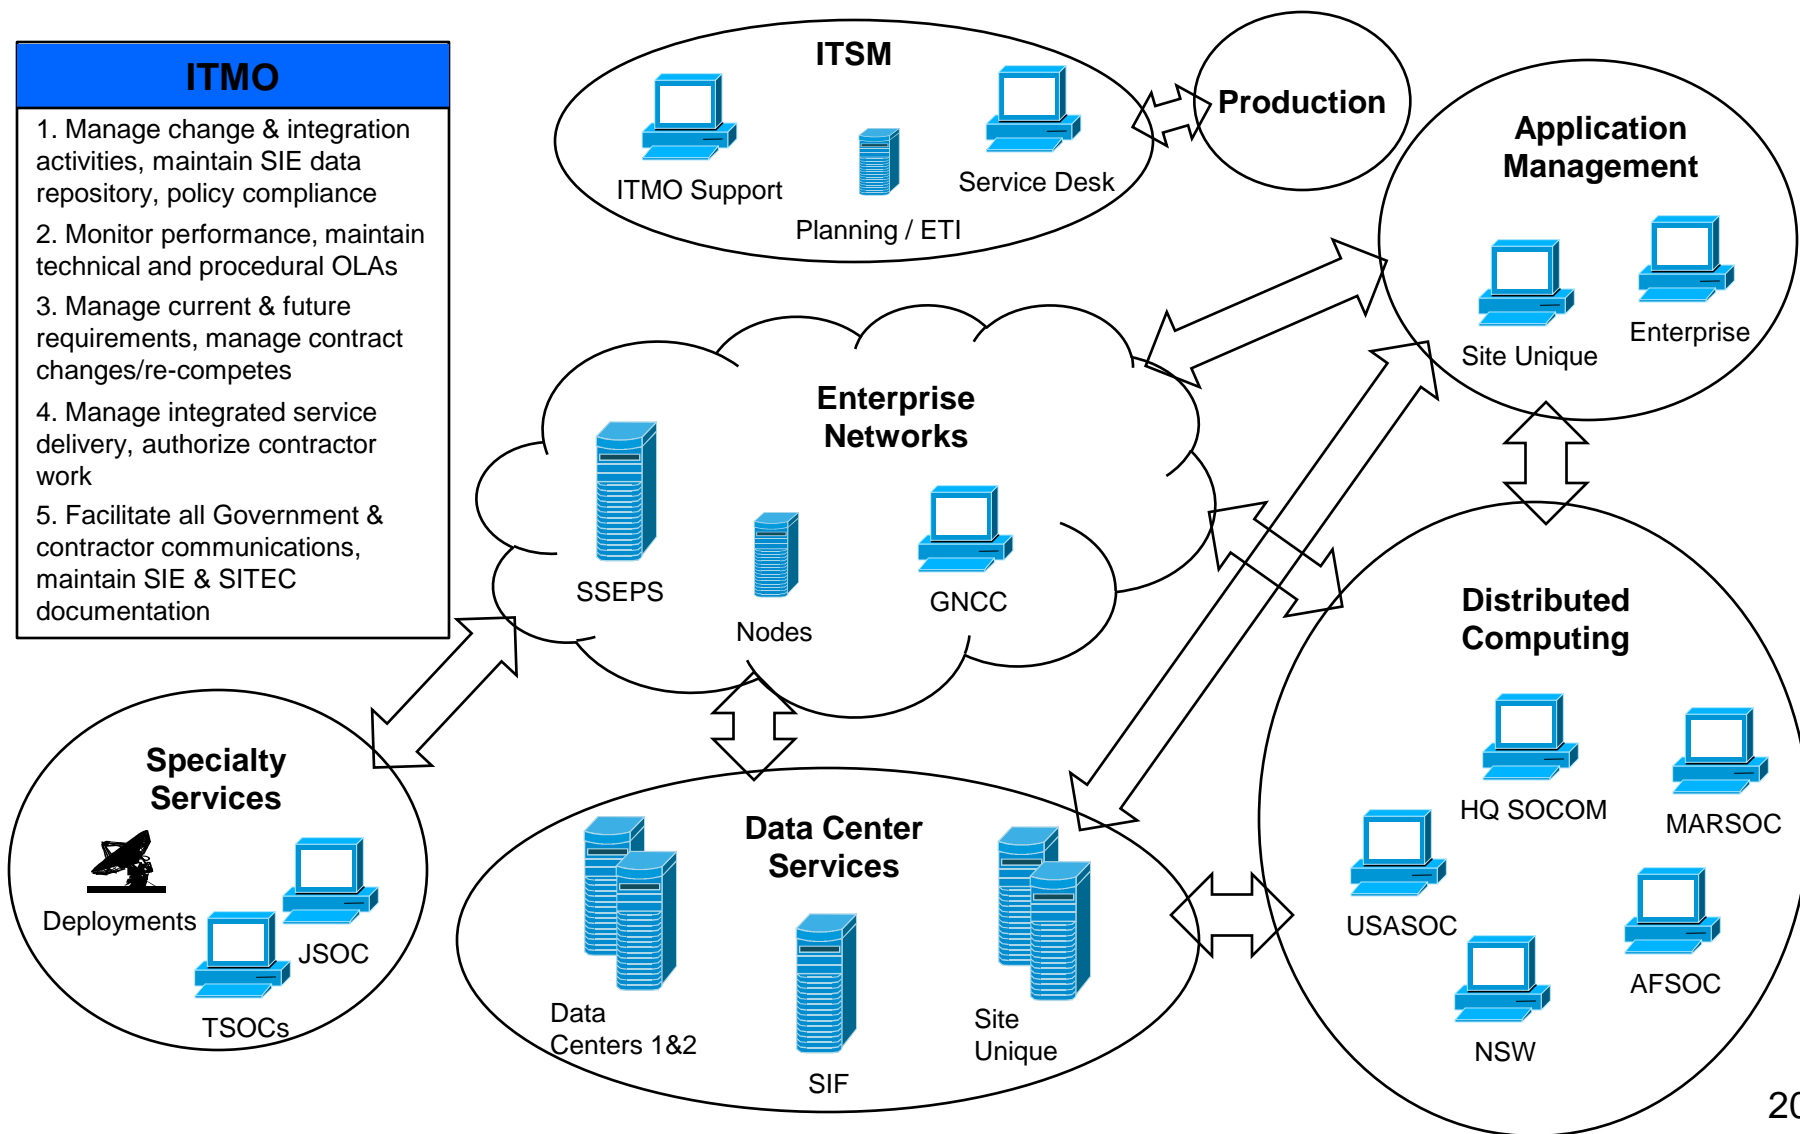 ITMO
1. Manage change & integration
activities, maintain SIE data
repository, policy compliance
2. Monitor performance, maintain
technical and procedural OLAs
3. Manage current & future
requirements, manage contract
changes/re-competes
4. Manage integrated service
delivery, authorize contractor
work
5. Facilitate all Government &
contractor communications,
maintain SIE & SITEC
documentation
ITSM
ITMO Support
Service Desk
Planning / ETI
Production
Application
Management
Site Unique
Enterprise
Enterprise
Networks
SSEPS
Nodes
GNCC
Distributed
Computing
HQ SOCOM
MARSOC
USASOC
AFSOC
NSW
Specialty
Services
Deployments
JSOC
TSOCs
Data Center
Services
Data
Centers 1&2
SIF
Site
Unique
20